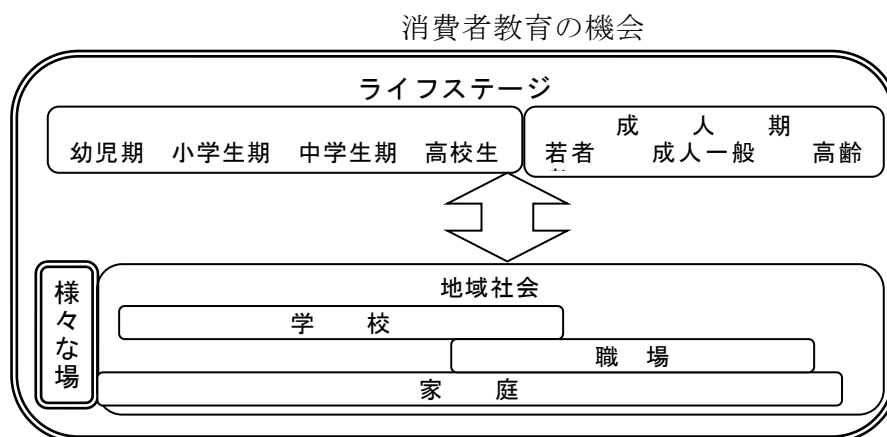 消費者教育の機会
ライフステージ
成 人 期
幼児期 小学生期 中学生期 高校生
若者 成人一般 高齢
様々な場
地域社会
学 校
職 場
家 庭